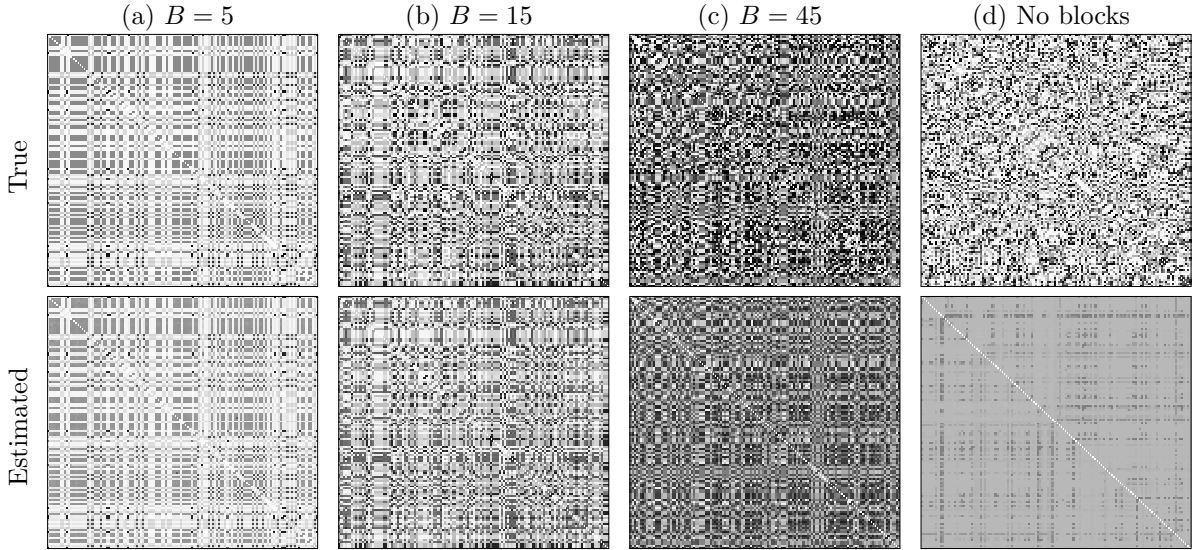 (a) B = 5
(b) B = 15
(c) B = 45
(d) No blocks
True
Estimated